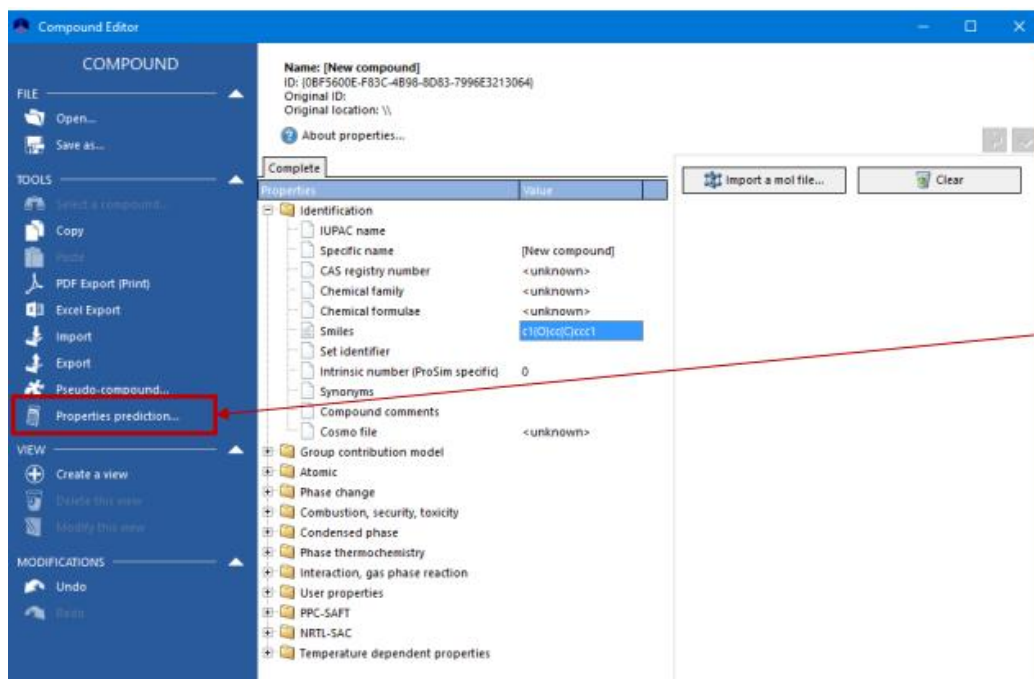 Compound Editor
COMPOUND
FILE
Open...
Save as...
TOOLS
Select a compound...
Copy
Paste
PDF Export (Print)
Excel Export
Import
Export
Pseudo-compound...
Properties prediction...
VIEW
Create a view
Delete this view
Modify this view
MODIFICATIONS
Undo
Redo
Name: [New compound]
ID: {0BF5600E-F83C-4B98-8D83-7996E3213064}
Original ID:
Original location: \\
About properties...
Complete
Properties Value
Identification
IUPAC name
Specific name [New compound]
CAS registry number <unknown>
Chemical family <unknown>
Chemical formulae <unknown>
Smiles c1(O)cc(C)ccc1
Set identifier
Intrinsic number (ProSim specific) 0
Synonyms
Compound comments
Cosmo file <unknown>
Group contribution model
Atomic
Phase change
Combustion, security, toxicity
Condensed phase
Phase thermochemistry
Interaction, gas phase reaction
User properties
PPC-SAFT
NRTL-SAC
Temperature dependent properties
Import a mol file...
Clear